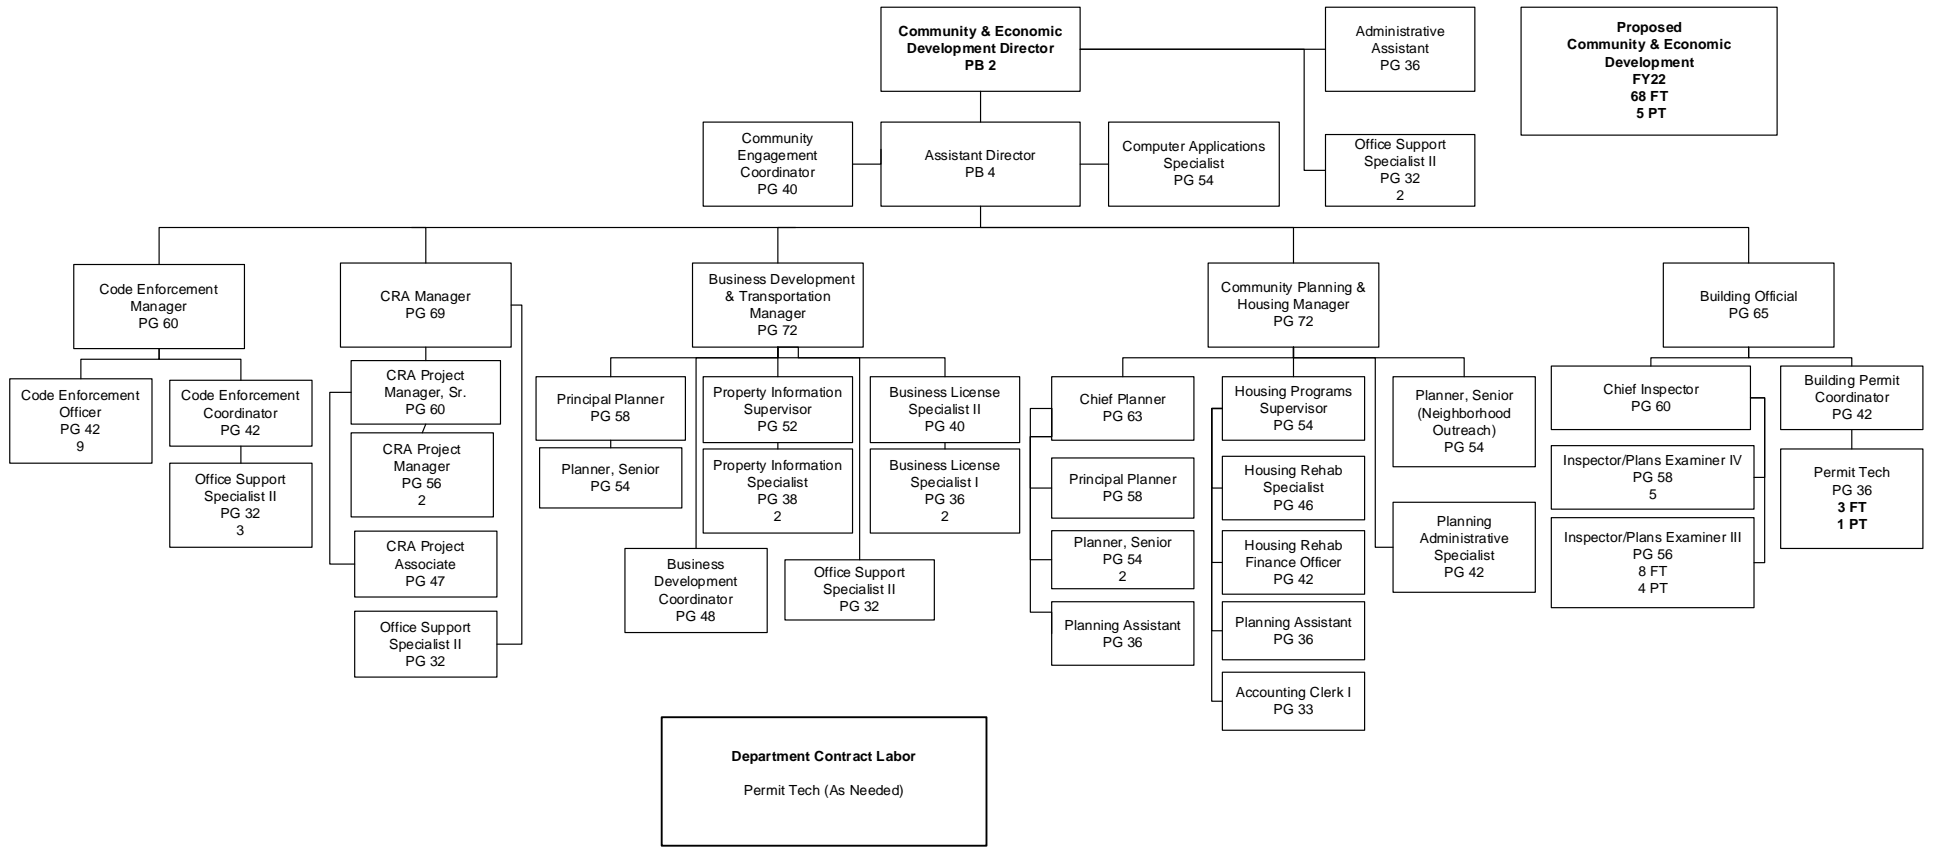 Community & Economic
Development Director
PB 2
Administrative
Assistant
PG 36
Proposed
Community & Economic
Development
FY22
68 FT
5 PT
Community
Engagement
Coordinator
PG 40
Assistant Director
PB 4
Computer Applications
Specialist
PG 54
Office Support
Specialist II
PG 32
2
Code Enforcement
Manager
PG 60
CRA Manager
PG 69
Business Development
& Transportation
Manager
PG 72
Community Planning &
Housing Manager
PG 72
Building Official
PG 65
Code Enforcement
Officer
PG 42
9
Code Enforcement
Coordinator
PG 42
Office Support
Specialist II
PG 32
3
CRA Project
Manager, Sr.
PG 60
CRA Project
Manager
PG 56
2
CRA Project
Associate
PG 47
Office Support
Specialist II
PG 32
Principal Planner
PG 58
Planner, Senior
PG 54
Business
Development
Coordinator
PG 48
Property Information
Supervisor
PG 52
Property Information
Specialist
PG 38
2
Office Support
Specialist II
PG 32
Business License
Specialist II
PG 40
Business License
Specialist I
PG 36
2
Chief Planner
PG 63
Principal Planner
PG 58
Planner, Senior
PG 54
2
Planning Assistant
PG 36
Housing Programs
Supervisor
PG 54
Housing Rehab
Specialist
PG 46
Housing Rehab
Finance Officer
PG 42
Planning Assistant
PG 36
Accounting Clerk I
PG 33
Planner, Senior
(Neighborhood
Outreach)
PG 54
Planning
Administrative
Specialist
PG 42
Chief Inspector
PG 60
Inspector/Plans Examiner IV
PG 58
5
Inspector/Plans Examiner III
PG 56
8 FT
4 PT
Building Permit
Coordinator
PG 42
Permit Tech
PG 36
3 FT
1 PT
Department Contract Labor
Permit Tech (As Needed)